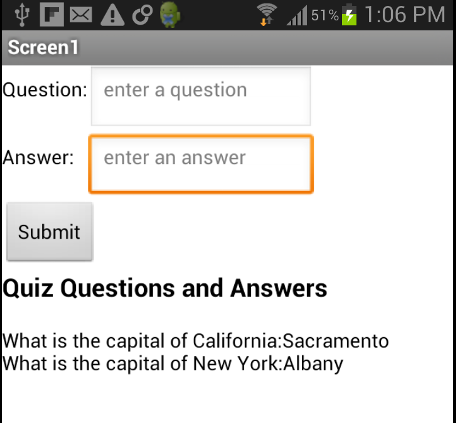 51% 1:06 PM
Screen1
Question: enter a question
Answer: enter an answer
Submit
Quiz Questions and Answers
What is the capital of California:Sacramento
What is the capital of New York:Albany